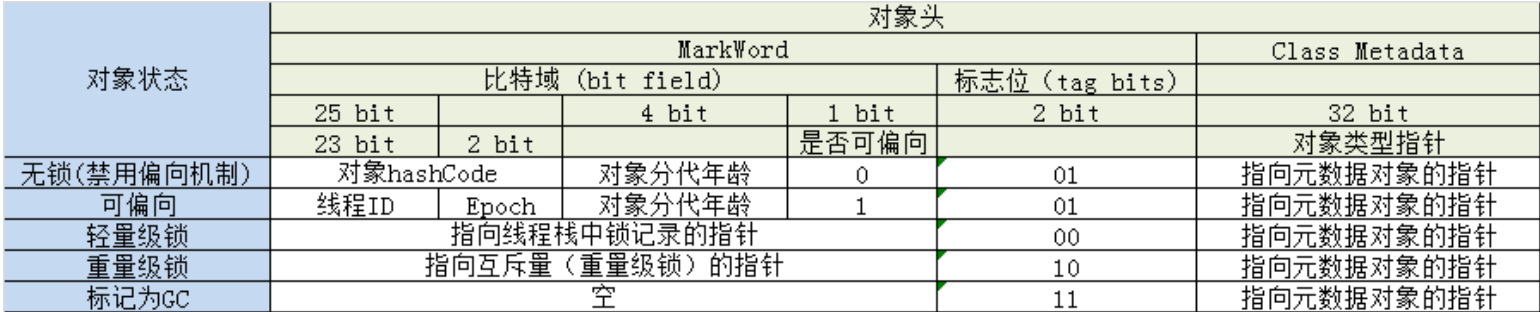 对象头
MarkWord
Class Metadata
对象状态
比特域 (bit field)
标志位（tag bits）
25 bit 4 bit 1 bit 2 bit 32 bit
23 bit 2 bit 是否可偏向 对象类型指针
无锁(禁用偏向机制) 对象hashCode 对象分代年龄 0 01 指向元数据对象的指针
可偏向 线程ID Epoch 对象分代年龄 1 01 指向元数据对象的指针
轻量级锁 指向线程栈中锁记录的指针 00 指向元数据对象的指针
重量级锁 指向互斥量（重量级锁）的指针 10 指向元数据对象的指针
标记为GC 空 11 指向元数据对象的指针